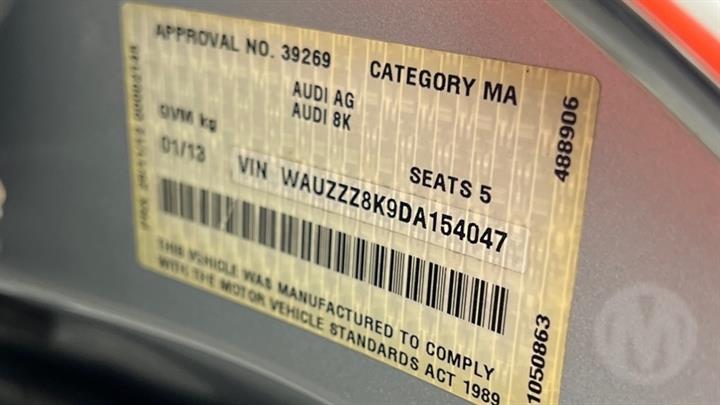 APPROVAL NO. 39269
CATEGORY MA
AUDI AG
AUDI 8K
GVM kg
01/13
SEATS 5
VIN WAUZZZ8K9DA154047
THIS VEHICLE WAS MANUFACTURED TO COMPLY
WITH THE MOTOR VEHICLE STANDARDS ACT 1989
488906
1050863
M